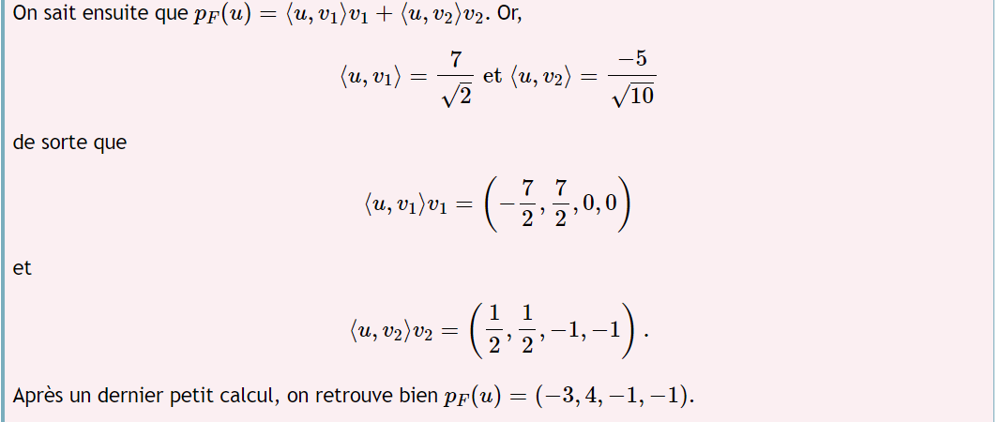 On sait ensuite que $p_F(u) = \langle u, v_1 \rangle v_1 + \langle u, v_2 \rangle v_2$. Or,
$\langle u, v_1 \rangle = \frac{7}{\sqrt{2}}$ et $\langle u, v_2 \rangle = \frac{-5}{\sqrt{10}}$
de sorte que
$\langle u, v_1 \rangle v_1 = \left( -\frac{7}{2}, \frac{7}{2}, 0, 0 \right)$
et
$\langle u, v_2 \rangle v_2 = \left( \frac{1}{2}, \frac{1}{2}, -1, -1 \right).$
Après un dernier petit calcul, on retrouve bien $p_F(u) = (-3, 4, -1, -1)$.